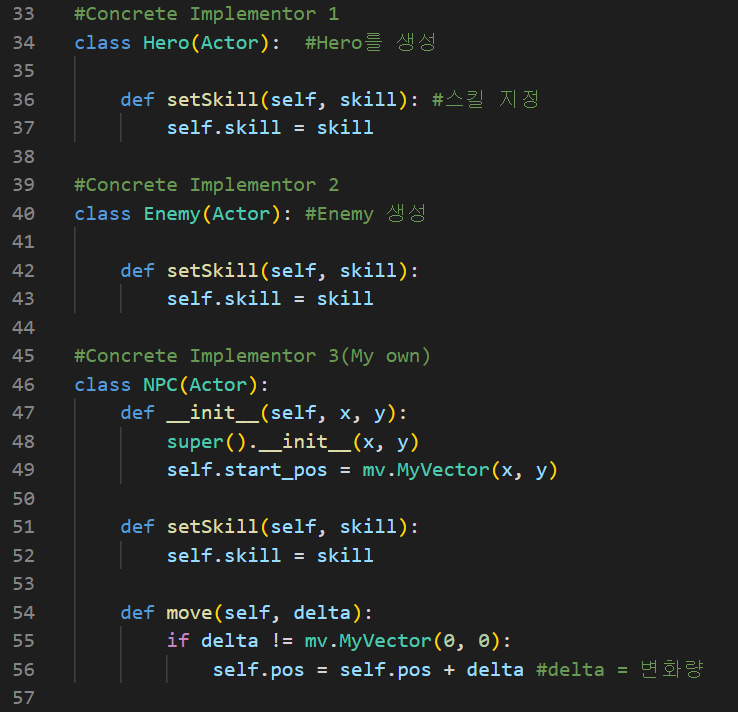 33 #Concrete Implementor 1
34 class Hero(Actor):  #Hero를 생성
35
36     def setSkill(self, skill): #스킬 지정
37         self.skill = skill
38
39 #Concrete Implementor 2
40 class Enemy(Actor): #Enemy 생성
41
42     def setSkill(self, skill):
43         self.skill = skill
44
45 #Concrete Implementor 3(My own)
46 class NPC(Actor):
47     def __init__(self, x, y):
48         super().__init__(x, y)
49         self.start_pos = mv.MyVector(x, y)
50
51     def setSkill(self, skill):
52         self.skill = skill
53
54     def move(self, delta):
55         if delta != mv.MyVector(0, 0):
56             self.pos = self.pos + delta #delta = 변화량
57